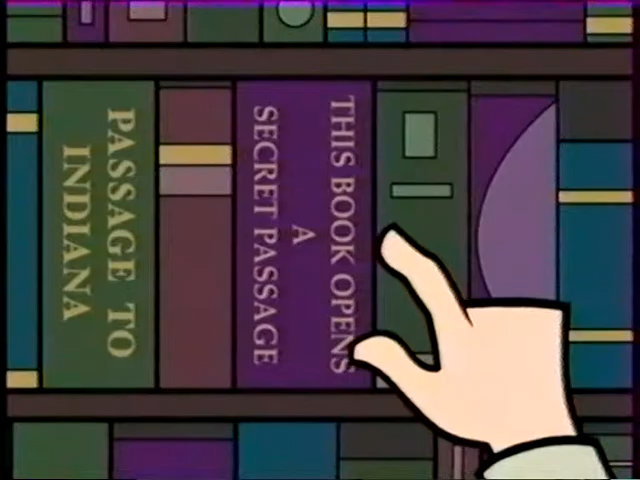 PASSAGE TO
INDIANA
THIS BOOK OPENS
A
SECRET PASSAGE